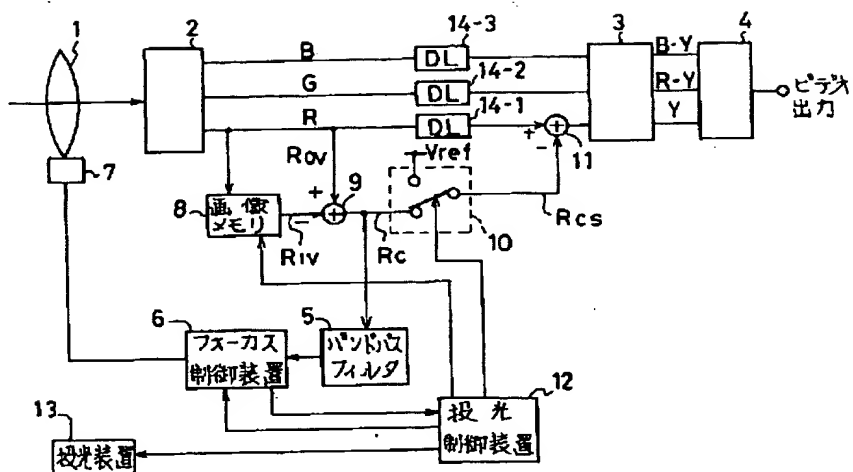 14-3
1
2
B
DL
3
B-Y
4
14-2
G
DL
R-Y
ビデオ
出力
14-1
R
DL
Y
+
-
11
7
Rov
Vref
8
画像
メモリ
+
-
9
Riv
Rc
10
Rcs
6
フォーカス
制御装置
5
バンドパス
フィルタ
12
投光
制御装置
13
投光装置